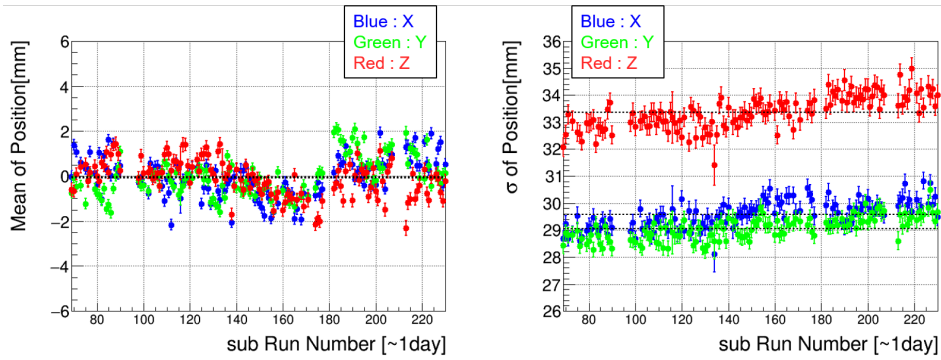 Blue : X
Green : Y
Red : Z
Mean of Position[mm]
6
4
2
0
−2
−4
−6
80 100 120 140 160 180 200 220
sub Run Number [~1day]
Blue : X
Green : Y
Red : Z
σ of Position[mm]
36
35
34
33
32
31
30
29
28
27
26
80 100 120 140 160 180 200 220
sub Run Number [~1day]